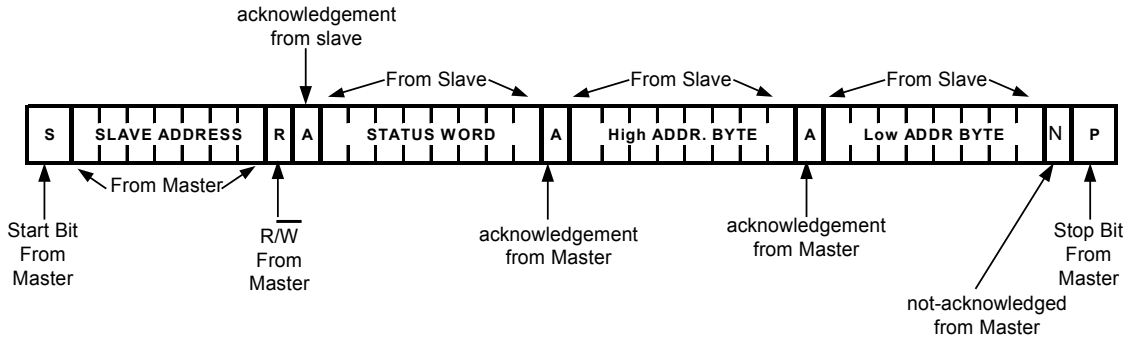 acknowledgement
from slave
From Slave
From Slave
From Slave
S SLAVE ADDRESS R A STATUS WORD A High ADDR. BYTE A Low ADDR BYTE N P
From Master
Start Bit
From
Master
R/W
From
Master
acknowledgement
from Master
acknowledgement
from Master
not-acknowledged
from Master
Stop Bit
From
Master